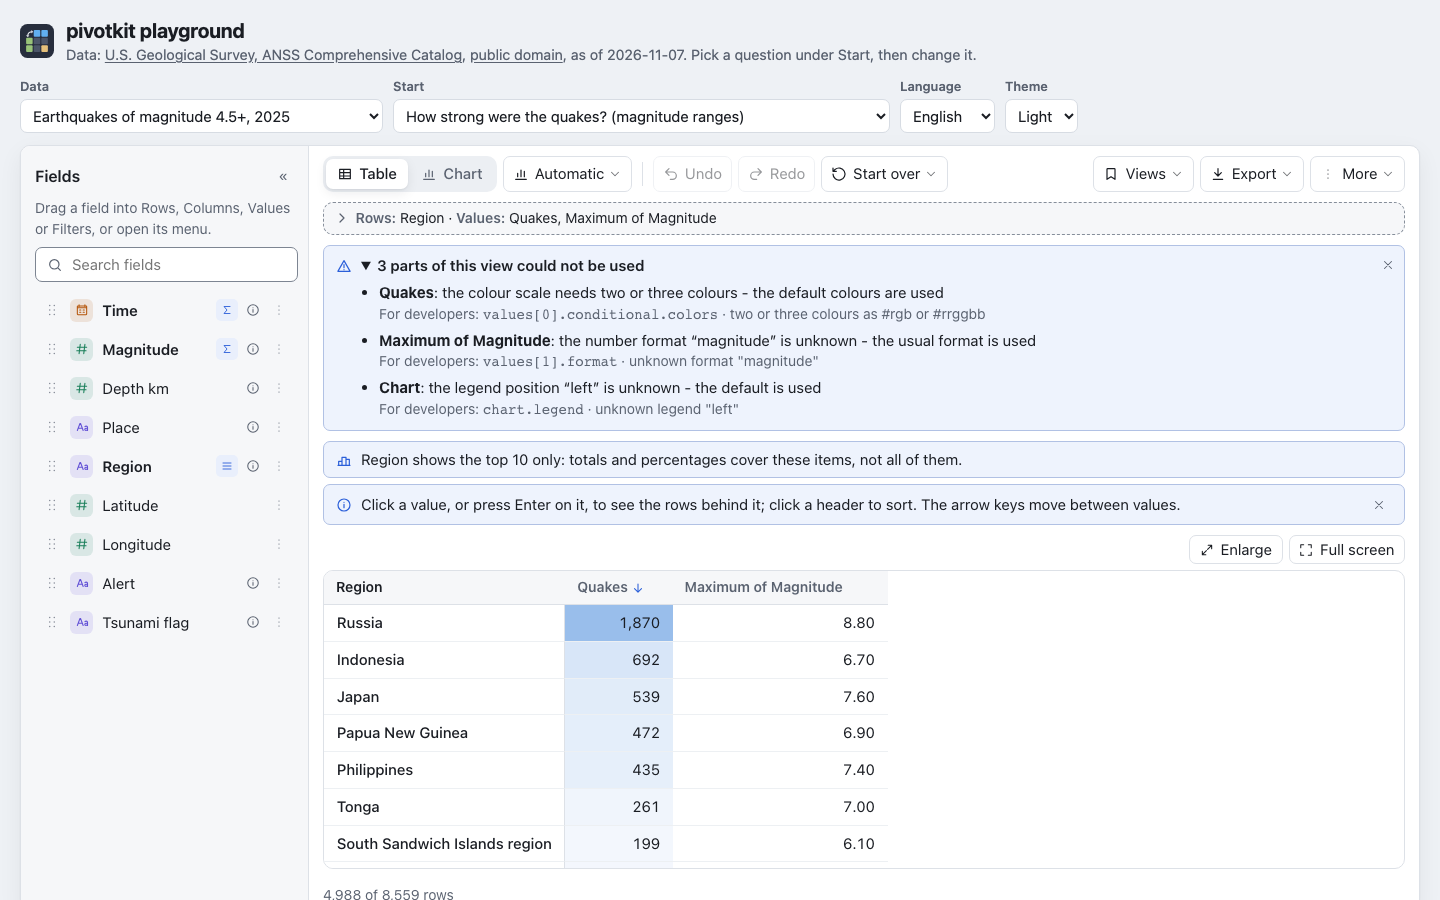 pivotkit playground
Data: U.S. Geological Survey, ANSS Comprehensive Catalog, public domain, as of 2026-11-07. Pick a question under Start, then change it.
Data
Start
Language
Theme
Earthquakes of magnitude 4.5+, 2025
How strong were the quakes? (magnitude ranges)
English
Light
Fields
«
Drag a field into Rows, Columns, Values
or Filters, or open its menu.
Search fields
Time Σ
# Magnitude Σ
# Depth km
Aa Place
Aa Region
# Latitude
# Longitude
Aa Alert
Aa Tsunami flag
Table
Chart
Automatic
Undo
Redo
Start over
Views
Export
More
Rows: Region · Values: Quakes, Maximum of Magnitude
3 parts of this view could not be used
• Quakes: the colour scale needs two or three colours - the default colours are used
For developers: values[0].conditional.colors · two or three colours as #rgb or #rrggbb
• Maximum of Magnitude: the number format “magnitude” is unknown - the usual format is used
For developers: values[1].format · unknown format "magnitude"
• Chart: the legend position “left” is unknown - the default is used
For developers: chart.legend · unknown legend "left"
Region shows the top 10 only: totals and percentages cover these items, not all of them.
Click a value, or press Enter on it, to see the rows behind it; click a header to sort. The arrow keys move between values.
Enlarge
Full screen
Region Quakes ↓ Maximum of Magnitude
Russia 1,870 8.80
Indonesia 692 6.70
Japan 539 7.60
Papua New Guinea 472 6.90
Philippines 435 7.40
Tonga 261 7.00
South Sandwich Islands region 199 6.10
4,988 of 8,559 rows